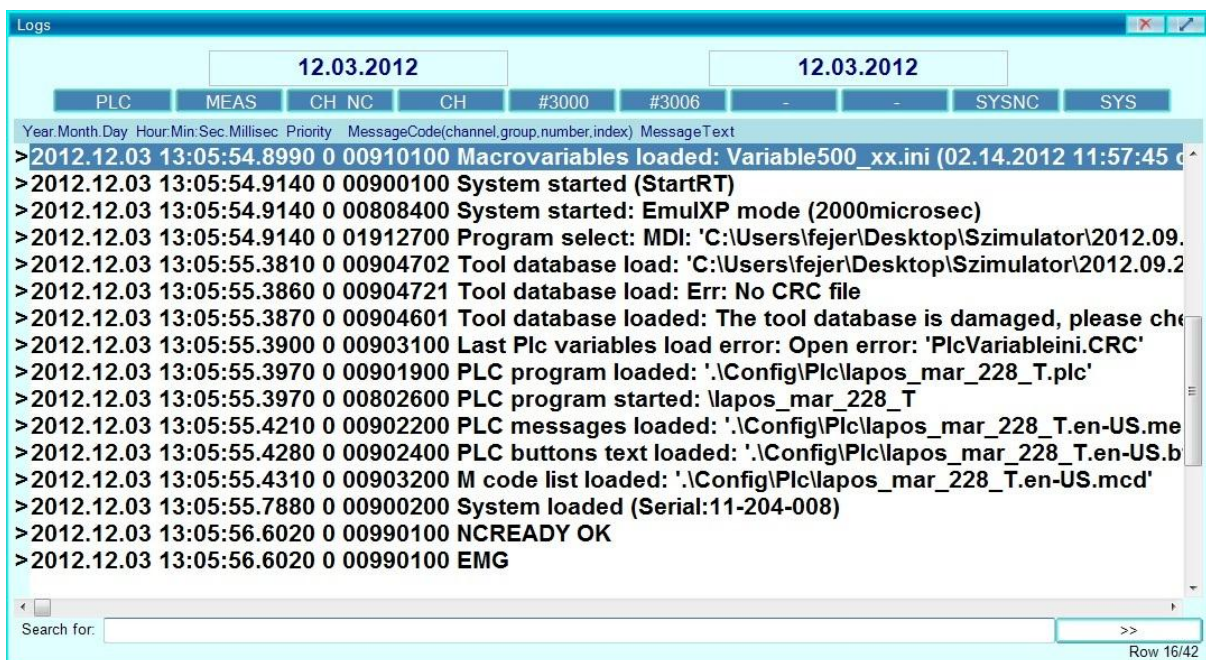 Logs
12.03.2012 12.03.2012
PLC MEAS CH_NC CH #3000 #3006 - - SYSNC SYS
Year.Month.Day Hour:Min:Sec.Millisec Priority MessageCode(channel,group,number,index) MessageText
>2012.12.03 13:05:54.8990 0 00910100 Macrovariables loaded: Variable500_xx.ini (02.14.2012 11:57:45
>2012.12.03 13:05:54.9140 0 00900100 System started (StartRT)
>2012.12.03 13:05:54.9140 0 00808400 System started: EmulXP mode (2000microsec)
>2012.12.03 13:05:54.9140 0 01912700 Program select: MDI: 'C:\Users\fejer\Desktop\Szimulator\2012.09.
>2012.12.03 13:05:55.3810 0 00904702 Tool database load: 'C:\Users\fejer\Desktop\Szimulator\2012.09.2
>2012.12.03 13:05:55.3860 0 00904721 Tool database load: Err: No CRC file
>2012.12.03 13:05:55.3870 0 00904601 Tool database loaded: The tool database is damaged, please che
>2012.12.03 13:05:55.3900 0 00903100 Last Plc variables load error: Open error: 'PlcVariableini.CRC'
>2012.12.03 13:05:55.3970 0 00901900 PLC program loaded: '.\Config\Plc\lapos_mar_228_T.plc'
>2012.12.03 13:05:55.3970 0 00802600 PLC program started: \lapos_mar_228_T
>2012.12.03 13:05:55.4210 0 00902200 PLC messages loaded: '.\Config\Plc\lapos_mar_228_T.en-US.me
>2012.12.03 13:05:55.4280 0 00902400 PLC buttons text loaded: '.\Config\Plc\lapos_mar_228_T.en-US.b
>2012.12.03 13:05:55.4310 0 00903200 M code list loaded: '.\Config\Plc\lapos_mar_228_T.en-US.mcd'
>2012.12.03 13:05:55.7880 0 00900200 System loaded (Serial:11-204-008)
>2012.12.03 13:05:56.6020 0 00990100 NCREADY OK
>2012.12.03 13:05:56.6020 0 00990100 EMG
Search for: >>
Row 16/42